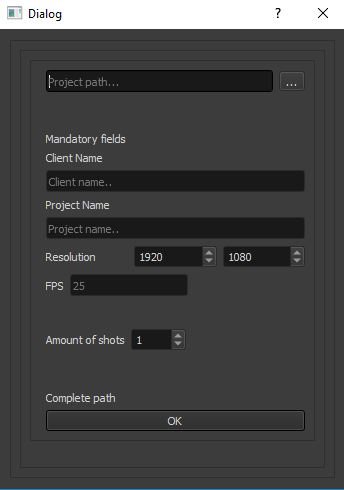 Dialog ?
Project path... ...
Mandatory fields
Client Name
Client name..
Project Name
Project name..
Resolution 1920 1080
FPS 25
Amount of shots 1
Complete path
OK